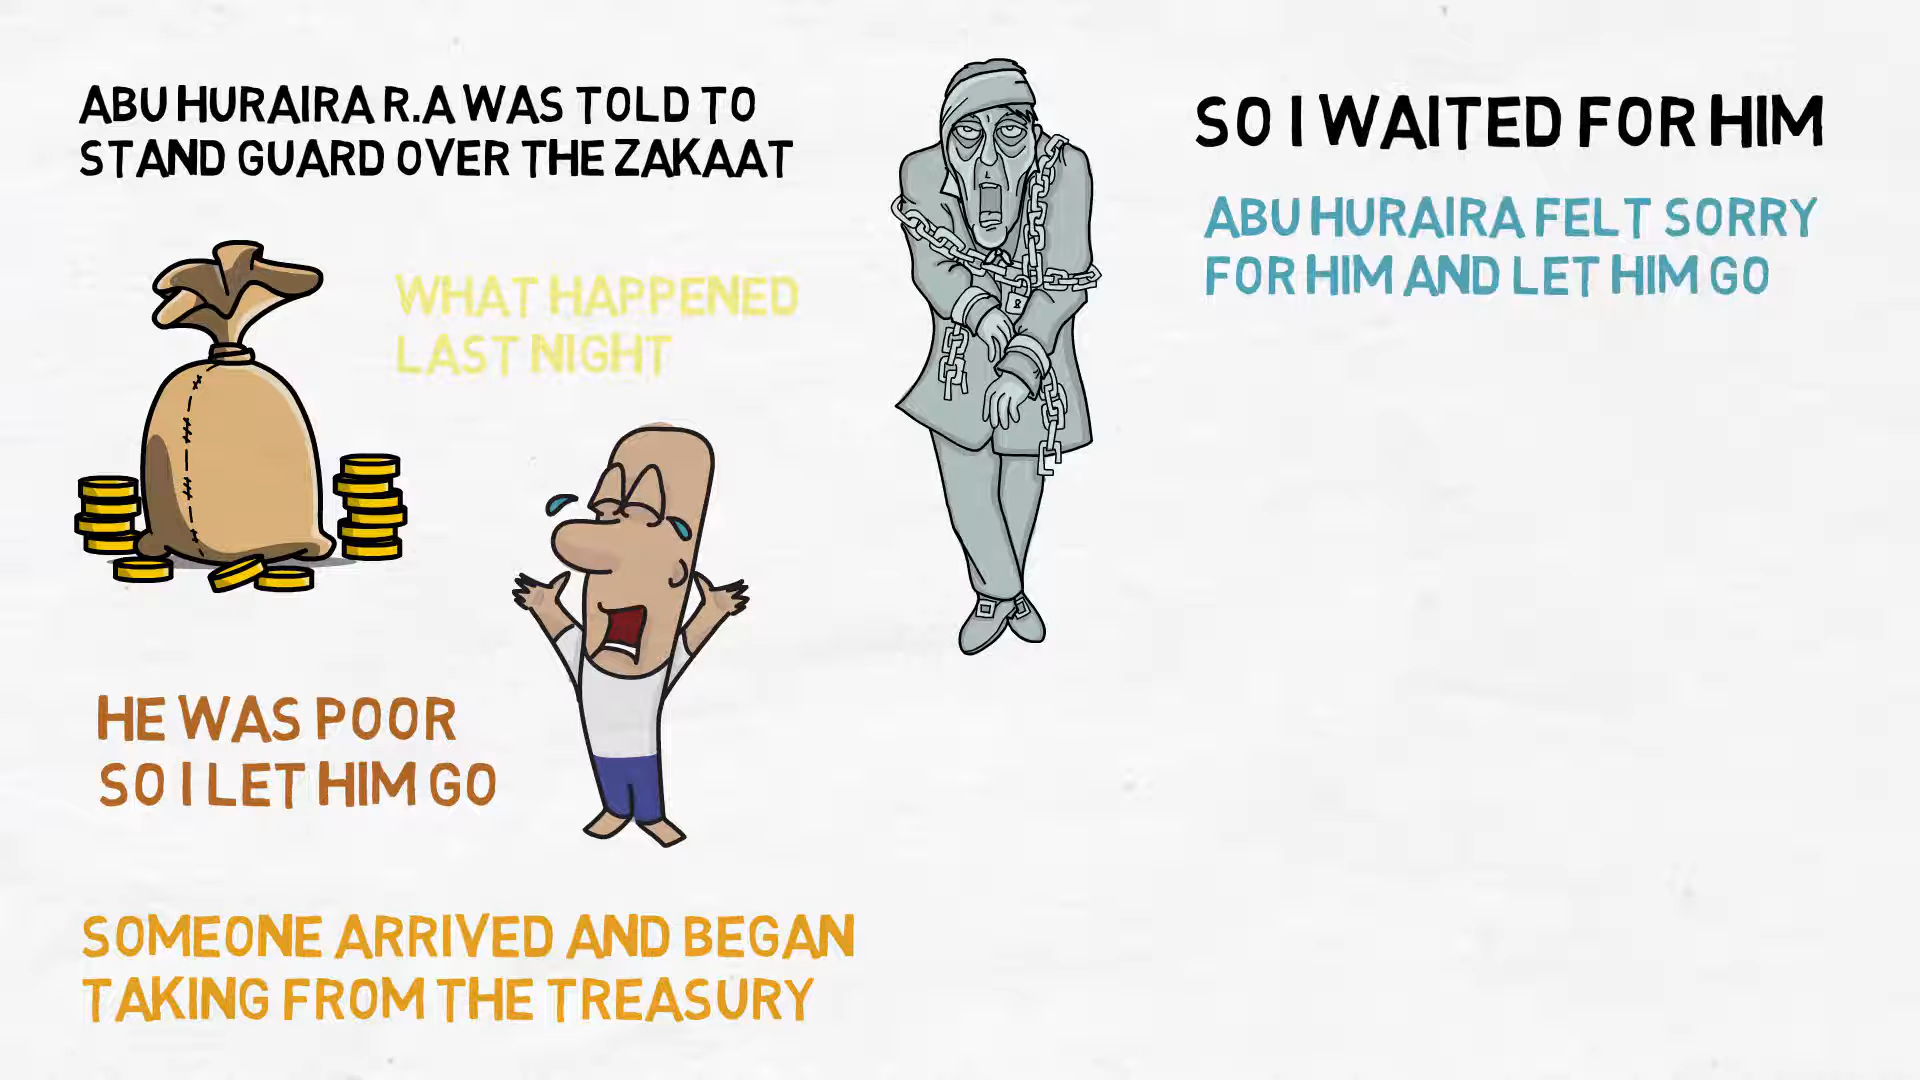 ABU HURAIRA R.A WAS TOLD TO
STAND GUARD OVER THE ZAKAAT
WHAT HAPPENED
LAST NIGHT
HE WAS POOR
SO I LET HIM GO
SOMEONE ARRIVED AND BEGAN
TAKING FROM THE TREASURY
SO I WAITED FOR HIM
ABU HURAIRA FELT SORRY
FOR HIM AND LET HIM GO